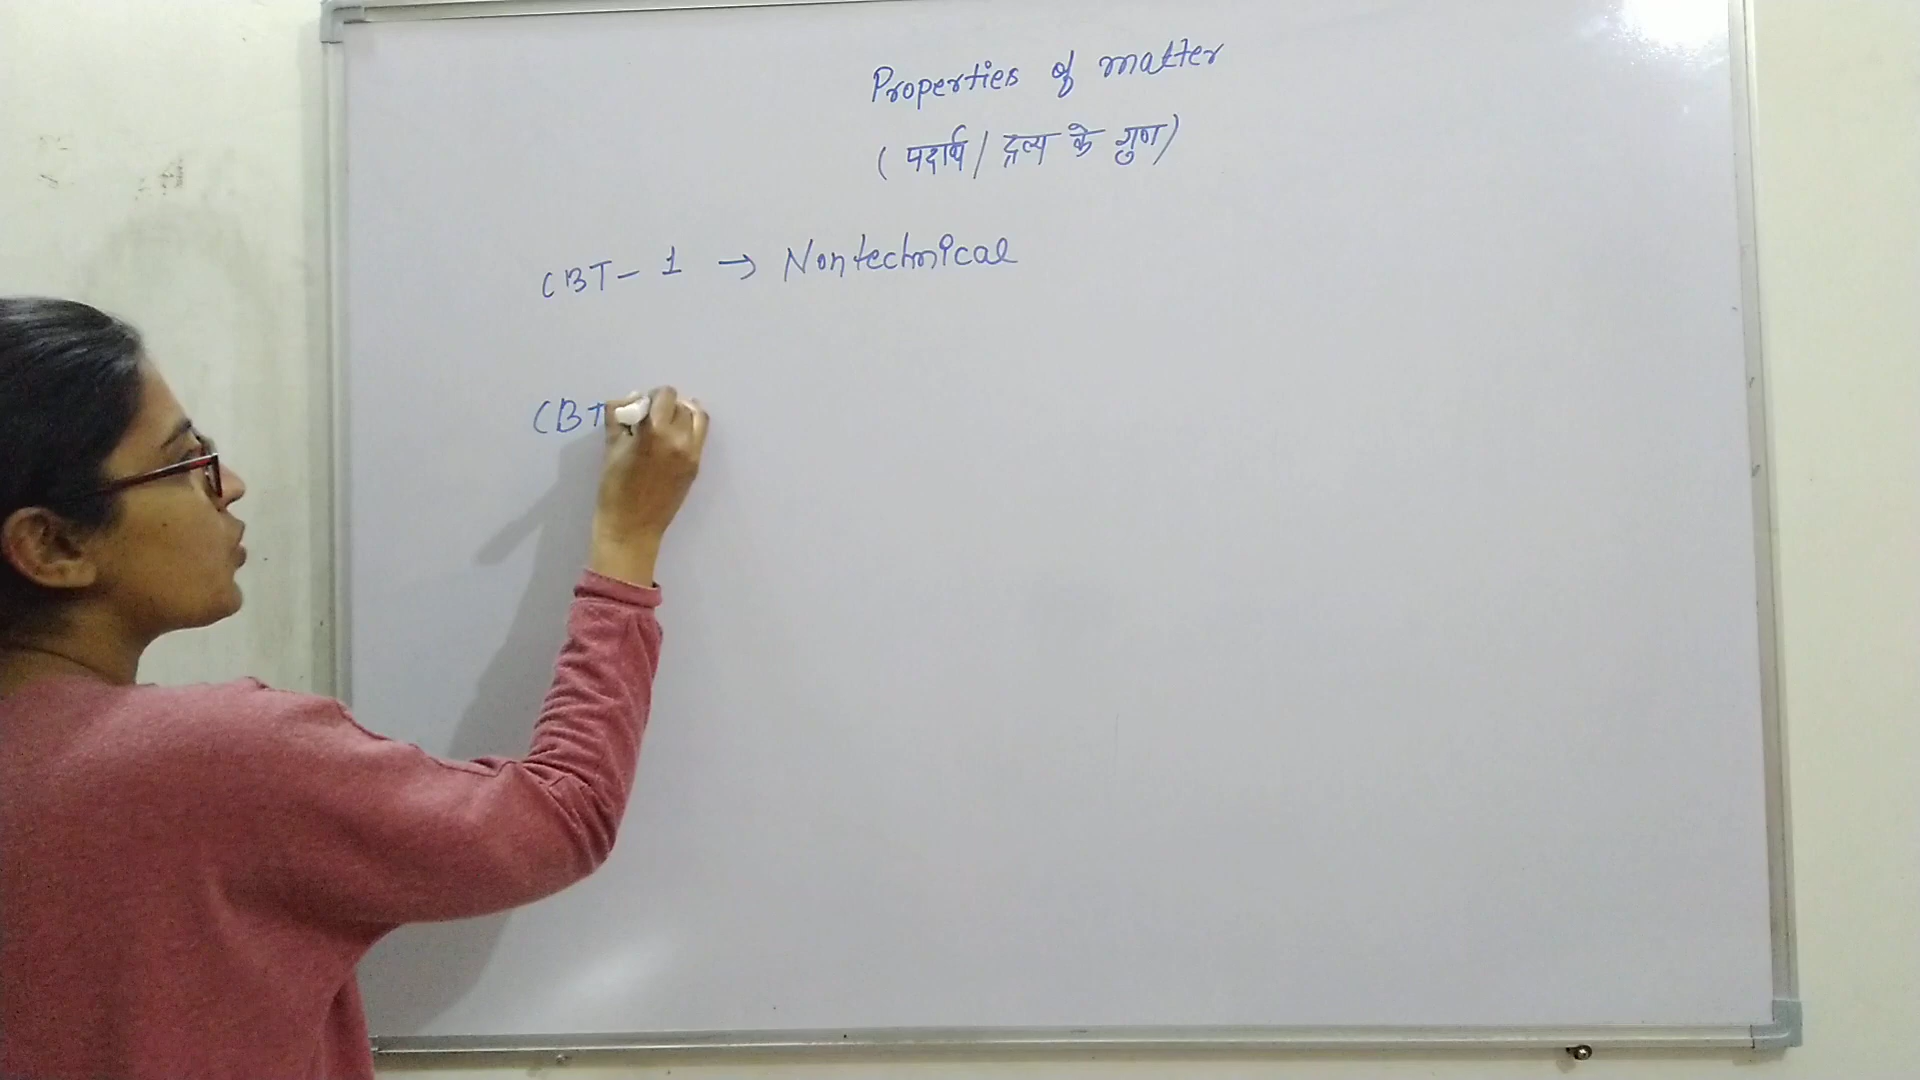 Properties of matter
(पदार्थ / द्रव्य के गुण)
CBT - 1 → Nontechnical
CBT